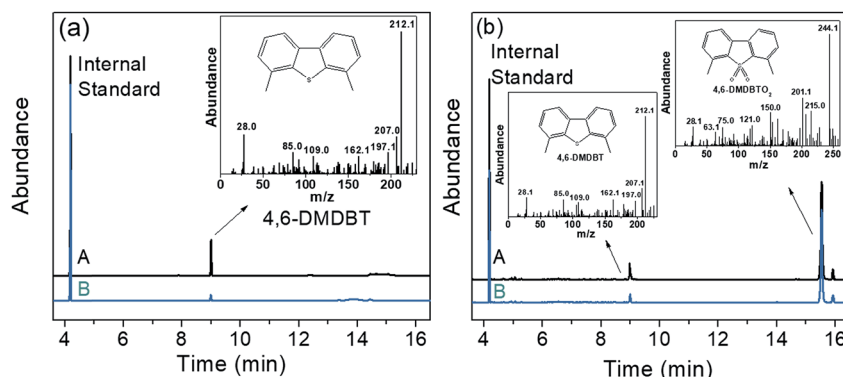 (a)
Internal
Standard
Abundance
212.1
S
28.0
85.0
109.0
162.1
197.1
207.0
0 50 100 150 200
m/z
4,6-DMDBT
A
B
Abundance
4 6 8 10 12 14 16
Time (min)
(b)
Internal
Standard
Abundance
212.1
S
4,6-DMDBT
28.1
85.0
109.0
162.1
197.0
207.1
0 50 100 150 200
m/z
Abundance
244.1
S
O O
4,6-DMDBTO2
28.1
63.1
75.0
121.0
150.0
201.1
215.0
0 50 100 150 200 250
m/z
A
B
Abundance
4 6 8 10 12 14 16
Time (min)